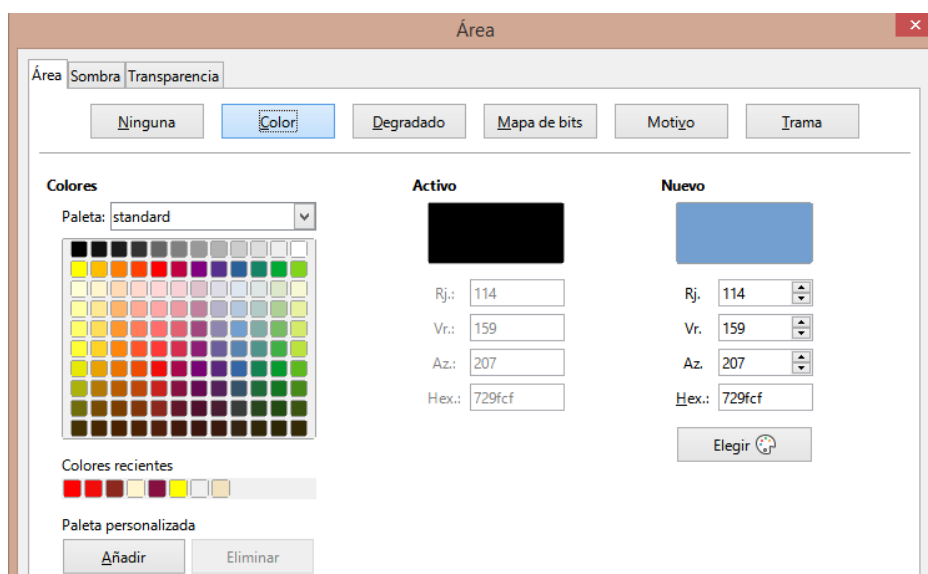 Área
Área Sombra Transparencia
Ninguna Color Degradado Mapa de bits Motivo Trama
Colores Activo Nuevo
Paleta: standard
Rj.: 114 Rj. 114
Vr.: 159 Vr. 159
Az.: 207 Az. 207
Hex.: 729fcf Hex.: 729fcf
Elegir
Colores recientes
Paleta personalizada
Añadir Eliminar